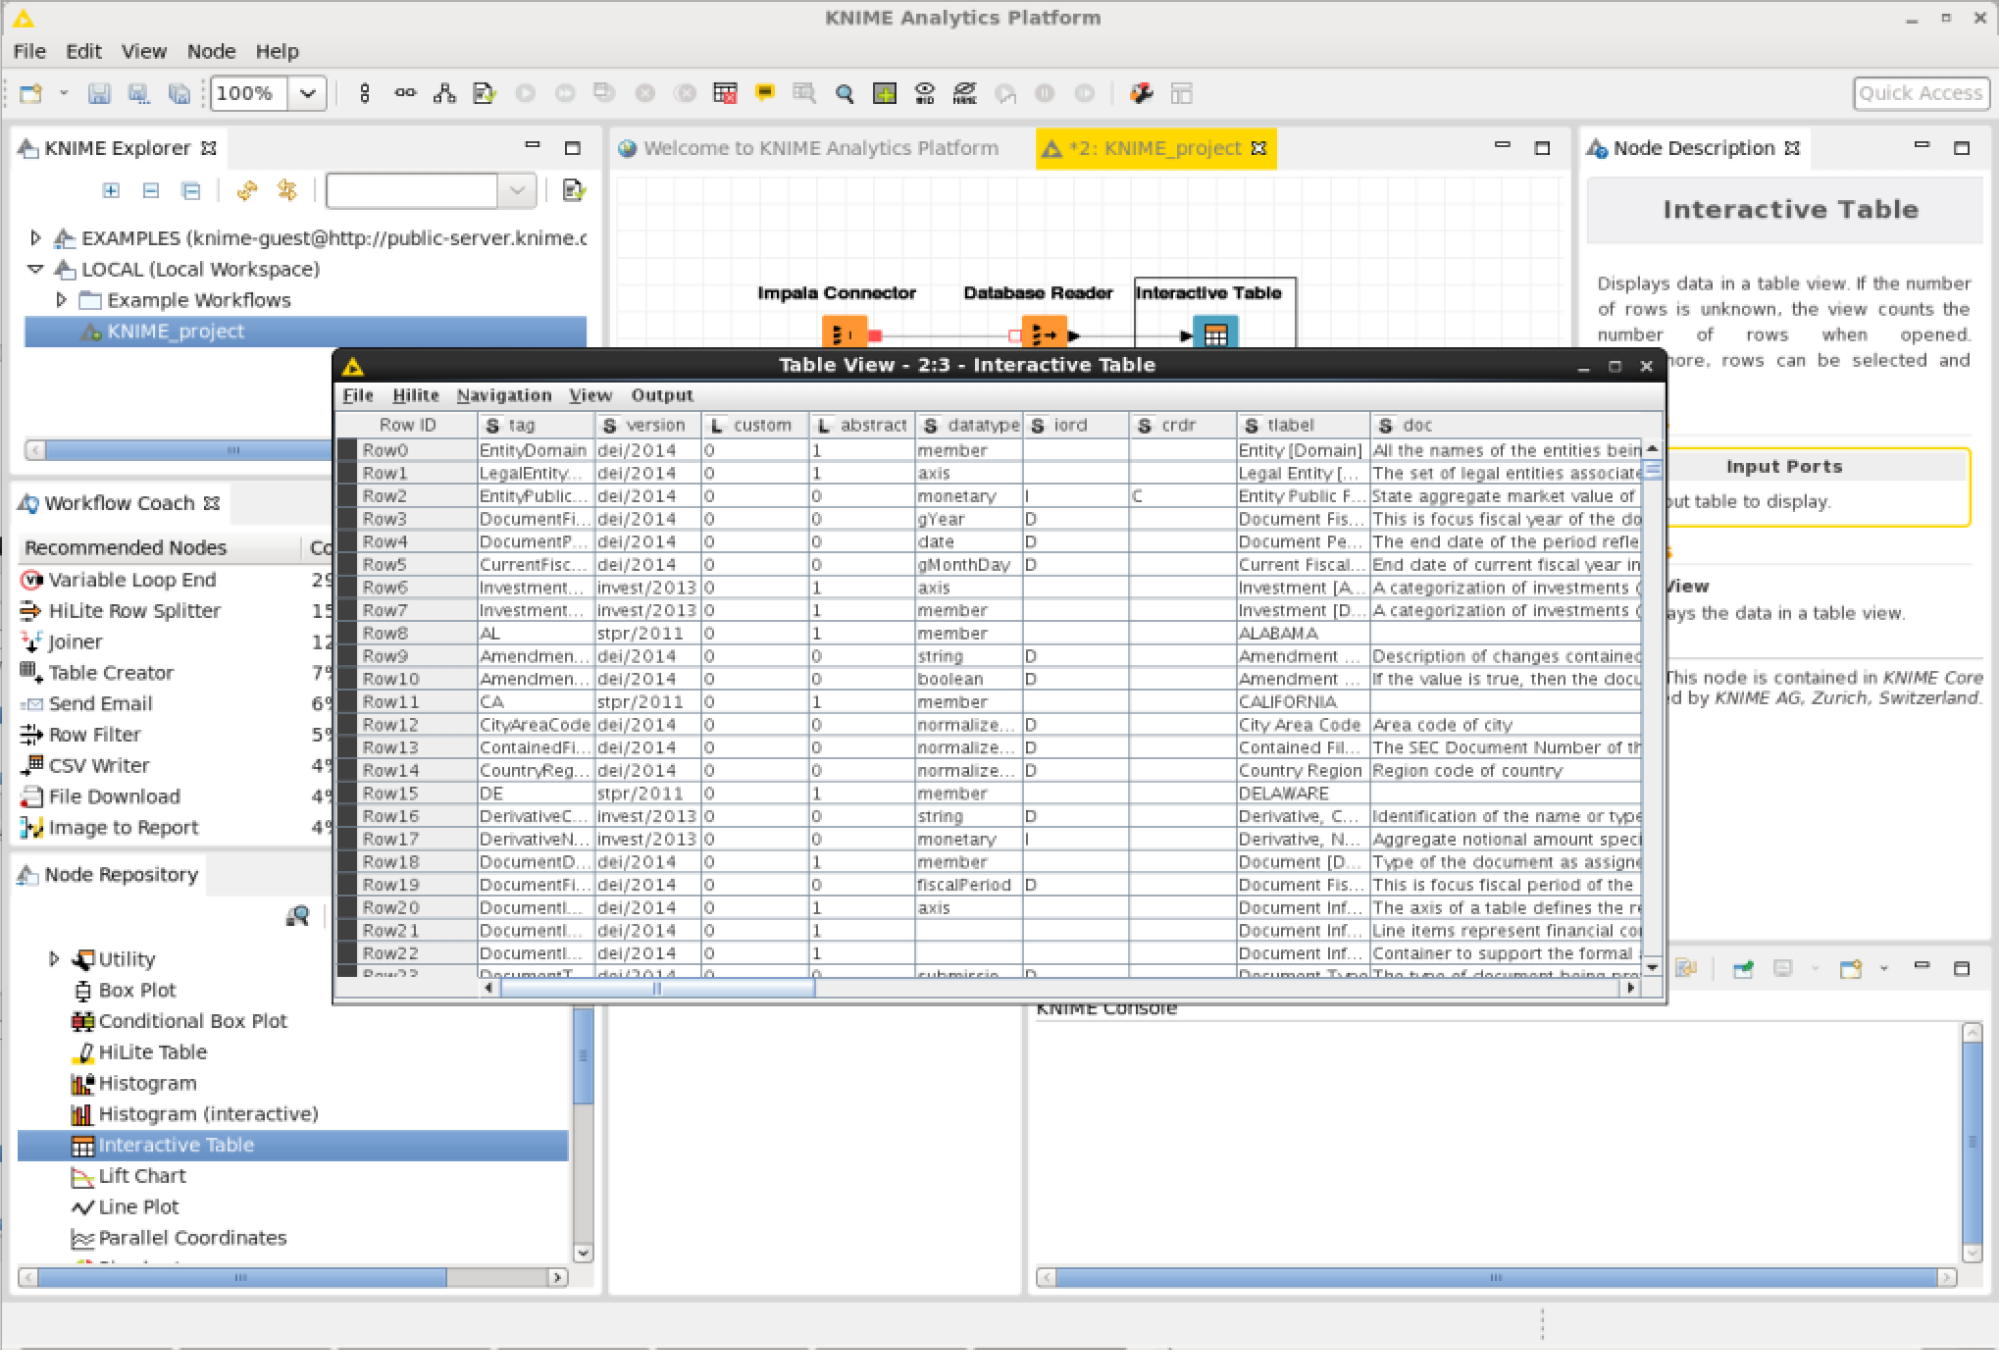 KNIME Analytics Platform
File Edit View Node Help
100% Quick Access
KNIME Explorer
EXAMPLES (knime-guest@http://public-server.knime.c
LOCAL (Local Workspace)
Example Workflows
KNIME_project
Workflow Coach
Recommended Nodes Co
Variable Loop End 29
HiLite Row Splitter 15
Joiner 12
Table Creator 7%
Send Email 6%
Row Filter 5%
CSV Writer 4%
File Download 4%
Image to Report 4%
Node Repository
Utility
Box Plot
Conditional Box Plot
HiLite Table
Histogram
Histogram (interactive)
Interactive Table
Lift Chart
Line Plot
Parallel Coordinates
Welcome to KNIME Analytics Platform *2: KNIME_project
Impala Connector Database Reader Interactive Table
Table View - 2:3 - Interactive Table
File Hilite Navigation View Output
Row ID S tag S version L custom L abstract S datatype S iord S crdr S tlabel S doc
Row0 EntityDomain dei/2014 0 1 member Entity [Domain] All the names of the entities bein
Row1 LegalEntity... dei/2014 0 1 axis Legal Entity [... The set of legal entities associate
Row2 EntityPublic... dei/2014 0 0 monetary I C Entity Public F... State aggregate market value of
Row3 DocumentFi... dei/2014 0 0 gYear D Document Fis... This is focus fiscal year of the do
Row4 DocumentP... dei/2014 0 0 date D Document Pe... The end date of the period refle
Row5 CurrentFisc... dei/2014 0 0 gMonthDay D Current Fiscal... End date of current fiscal year in
Row6 Investment... invest/2013 0 1 axis Investment [A... A categorization of investments (
Row7 Investment... invest/2013 0 1 member Investment [D... A categorization of investments (
Row8 AL stpr/2011 0 1 member ALABAMA
Row9 Amendmen... dei/2014 0 0 string D Amendment ... Description of changes contained
Row10 Amendmen... dei/2014 0 0 boolean D Amendment ... If the value is true, then the docu
Row11 CA stpr/2011 0 1 member CALIFORNIA
Row12 CityAreaCode dei/2014 0 0 normalize... D City Area Code Area code of city
Row13 ContainedFi... dei/2014 0 0 normalize... D Contained Fil... The SEC Document Number of th
Row14 CountryReg... dei/2014 0 0 normalize... D Country Region Region code of country
Row15 DE stpr/2011 0 1 member DELAWARE
Row16 DerivativeC... invest/2013 0 0 string D Derivative, C... Identification of the name or type
Row17 DerivativeN... invest/2013 0 0 monetary I Derivative, N... Aggregate notional amount speci
Row18 DocumentD... dei/2014 0 1 member Document [D... Type of the document as assigne
Row19 DocumentFi... dei/2014 0 0 fiscalPeriod D Document Fis... This is focus fiscal period of the
Row20 DocumentI... dei/2014 0 1 axis Document Inf... The axis of a table defines the re
Row21 DocumentI... dei/2014 0 1 Document Inf... Line items represent financial co
Row22 DocumentI... dei/2014 0 1 Document Inf... Container to support the formal
Row23 DocumentT... dei/2014 0 0 submissio... D Document Type The type of document being pro
Node Description
Interactive Table
Displays data in a table view. If the number
of rows is unknown, the view counts the
number of rows when opened.
more, rows can be selected and
Input Ports
put table to display.
View
ays the data in a table view.
This node is contained in KNIME Core
d by KNIME AG, Zurich, Switzerland.
KNIME Console